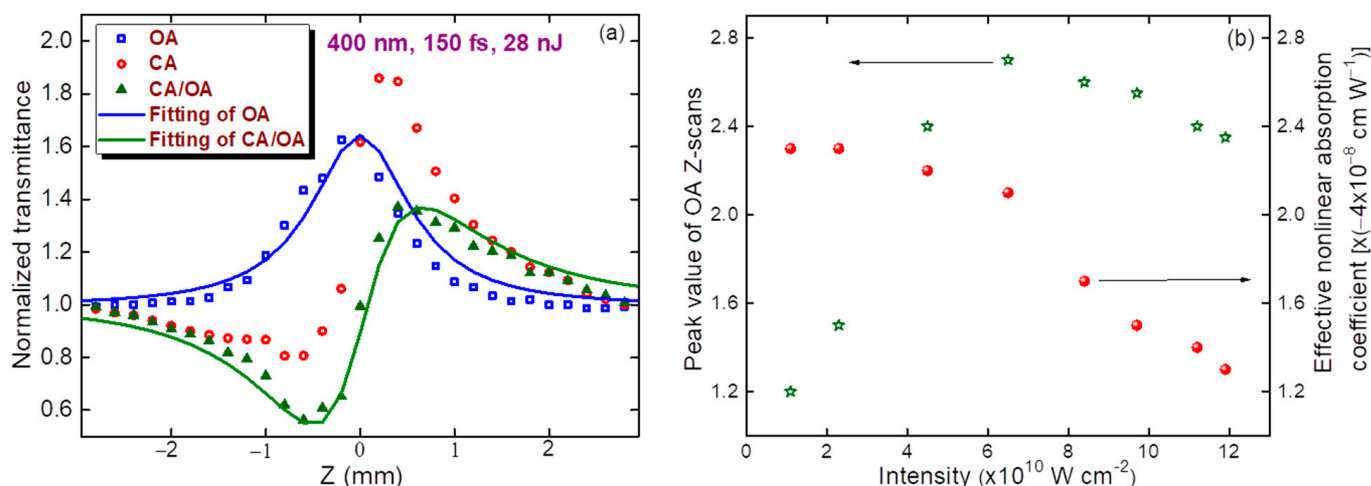 (a)
400 nm, 150 fs, 28 nJ
OA
CA
CA/OA
Fitting of OA
Fitting of CA/OA
Normalized transmittance
2.0
1.8
1.6
1.4
1.2
1.0
0.8
0.6
−2
−1
0
1
2
Z (mm)
(b)
Peak value of OA Z-scans
2.8
2.4
2.0
1.6
1.2
0
2
4
6
8
10
12
Intensity (x10¹⁰ W cm⁻²)
2.8
2.4
2.0
1.6
1.2
Effective nonlinear absorption
coefficient [x(−4x10⁻⁸ cm W⁻¹)]